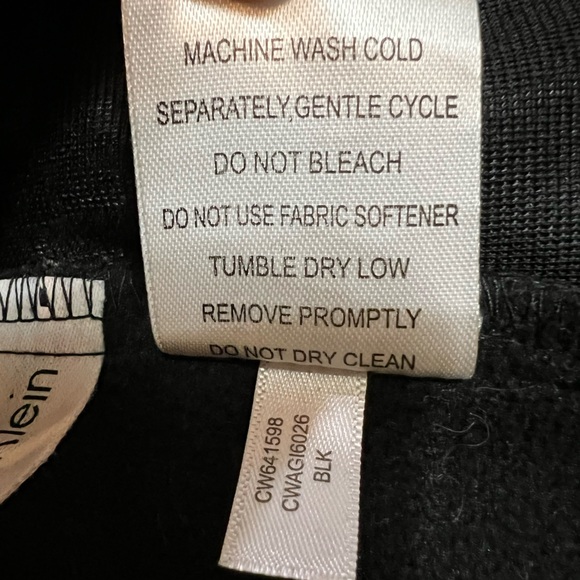 MACHINE WASH COLD
SEPARATELY,GENTLE CYCLE
DO NOT BLEACH
DO NOT USE FABRIC SOFTENER
TUMBLE DRY LOW
REMOVE PROMPTLY
DO NOT DRY CLEAN
Klein
CW641598
CWAGI6026
BLK